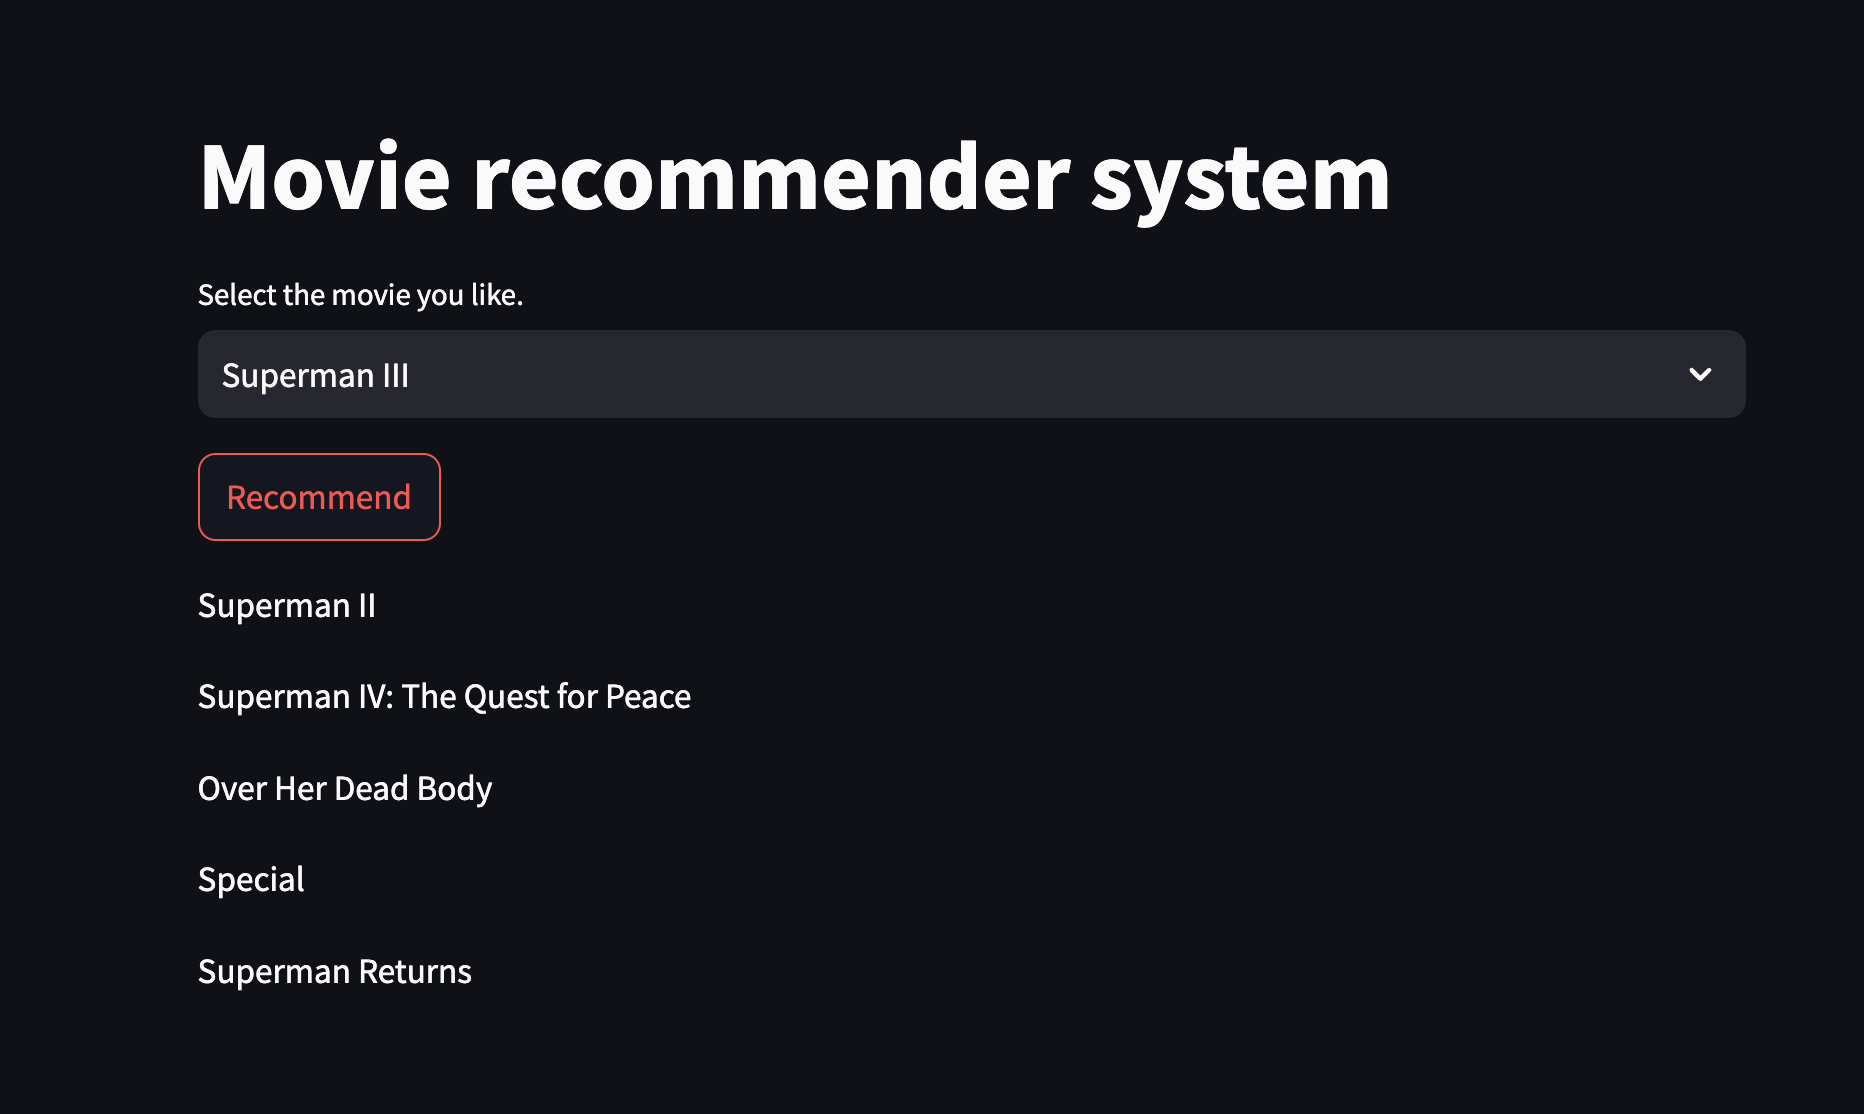 Movie recommender system
Select the movie you like.
Superman III
Recommend
Superman II
Superman IV: The Quest for Peace
Over Her Dead Body
Special
Superman Returns